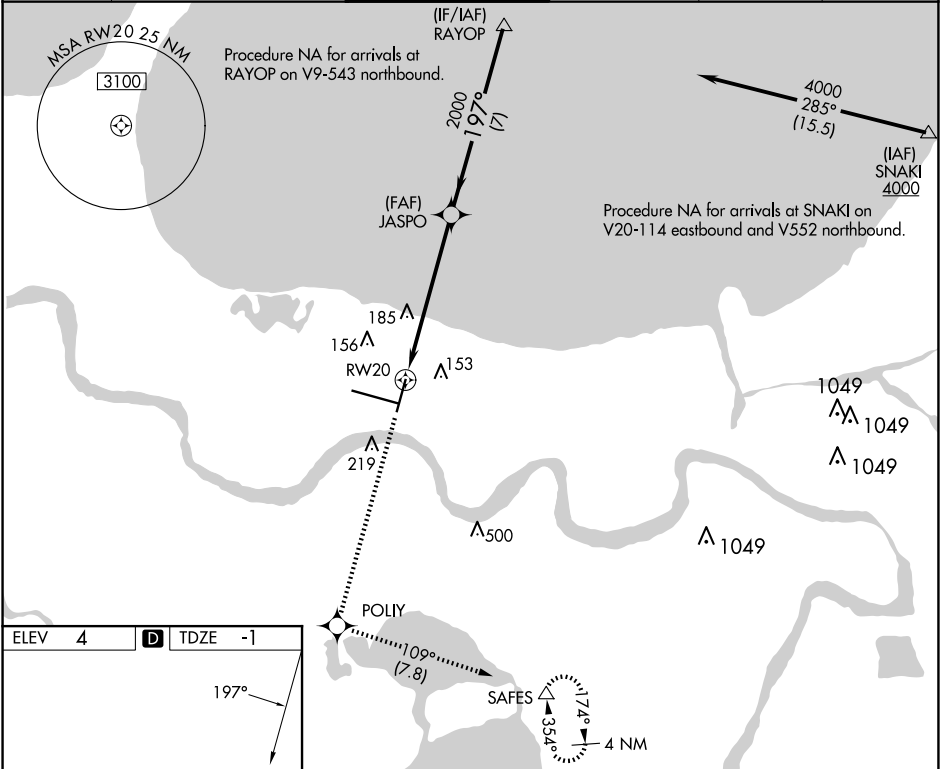 MSA RW20 25 NM
3100
Procedure NA for arrivals at
RAYOP on V9-543 northbound.
(IF/IAF)
RAYOP
2000
197°
(7)
4000
285°
(15.5)
(IAF)
SNAKI
4000
(FAF)
JASPO
Procedure NA for arrivals at SNAKI on
V20-114 eastbound and V552 northbound.
185
156
RW20
153
1049
1049
219
1049
500
1049
POLIY
109°
(7.8)
SAFES
174°
354°
4 NM
ELEV 4
D
TDZE -1
197°